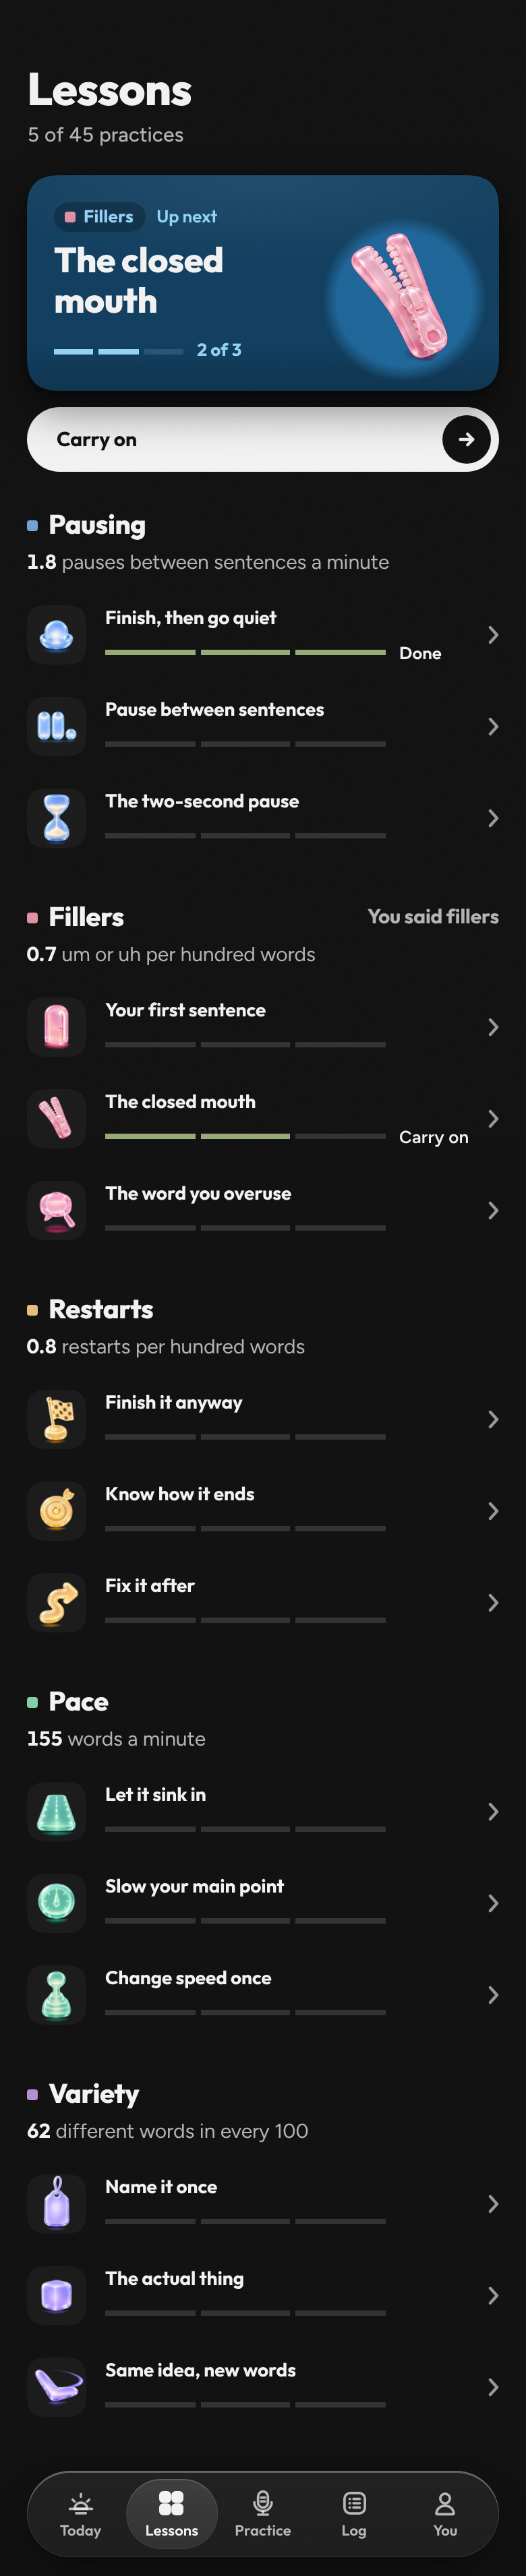 Lessons
5 of 45 practices
Fillers Up next
The closed
mouth
2 of 3
Carry on
Pausing
1.8 pauses between sentences a minute
Finish, then go quiet
Done
Pause between sentences
The two-second pause
Fillers You said fillers
0.7 um or uh per hundred words
Your first sentence
The closed mouth
Carry on
The word you overuse
Restarts
0.8 restarts per hundred words
Finish it anyway
Know how it ends
Fix it after
Pace
155 words a minute
Let it sink in
Slow your main point
Change speed once
Variety
62 different words in every 100
Name it once
The actual thing
Same idea, new words
Today Lessons Practice Log You